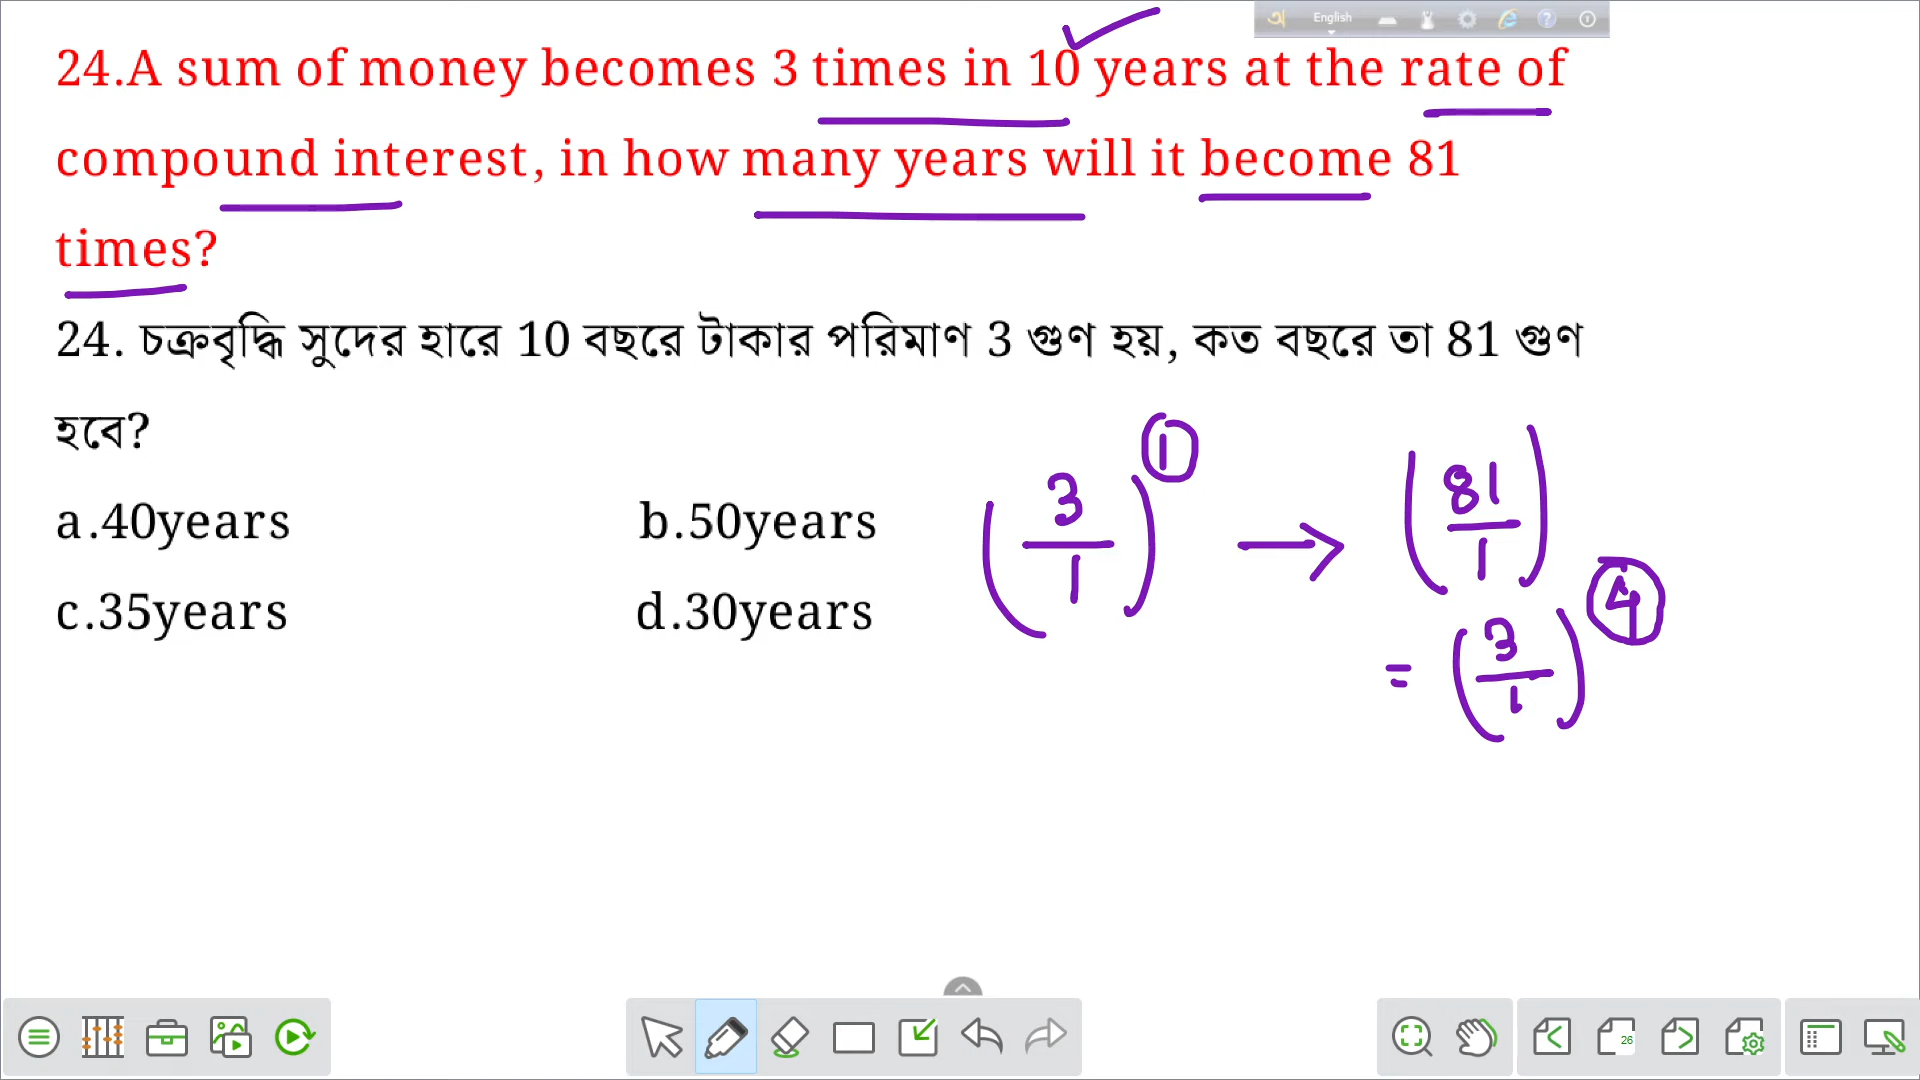 English
24.A sum of money becomes 3 times in 10 years at the rate of
compound interest, in how many years will it become 81
times?
24. চক্রবৃদ্ধি সুদের হারে 10 বছরে টাকার পরিমাণ 3 গুণ হয়, কত বছরে তা 81 গুণ
হবে?
a.40years b.50years
c.35years d.30years
(3/1)^1 → (81/1)
= (3/1)^4
26